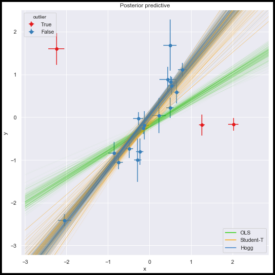 Posterior predictive
outlier
True
False
2
1
0
-1
-2
-3
y
-3
-2
-1
0
1
2
3
x
OLS
Student-T
Hogg